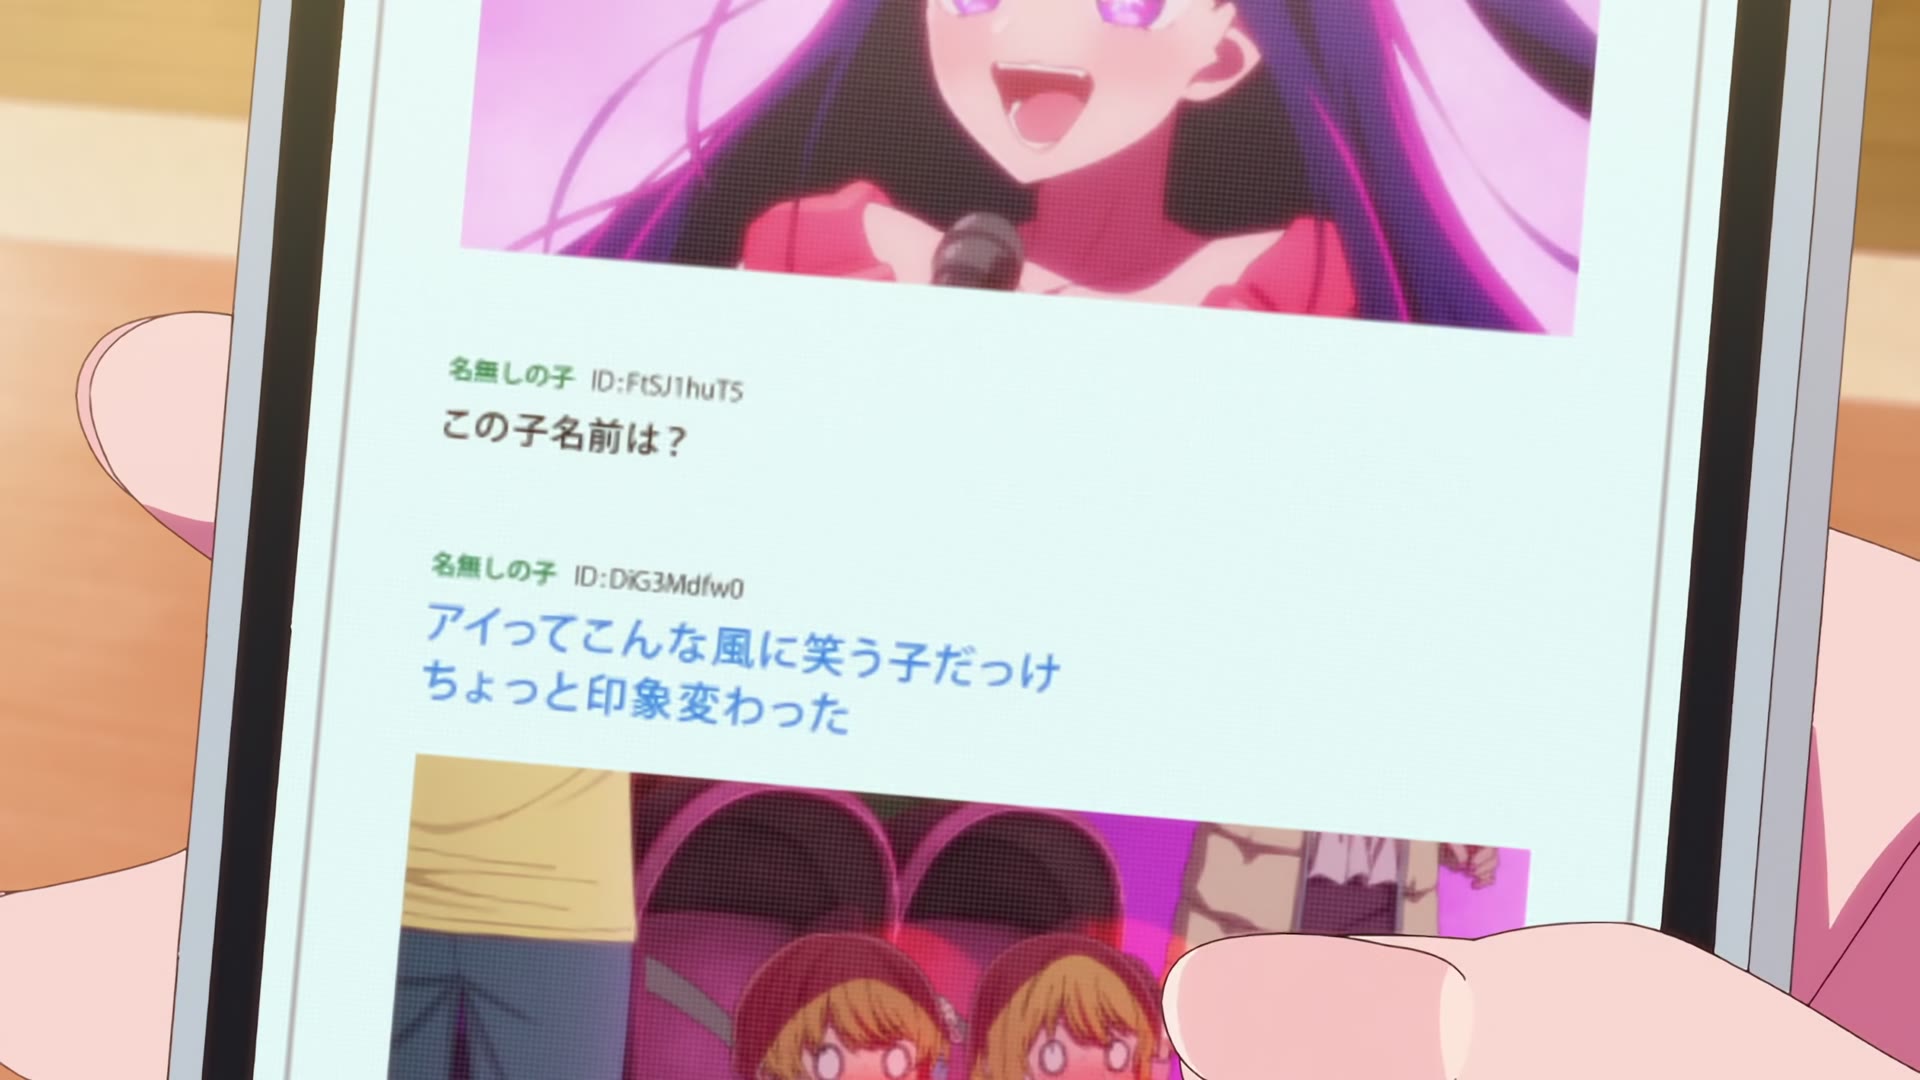 名無しの子 ID:FtSJ1huT5
この子名前は？
名無しの子 ID:DiG3Mdfw0
アイってこんな風に笑う子だっけ
ちょっと印象変わった